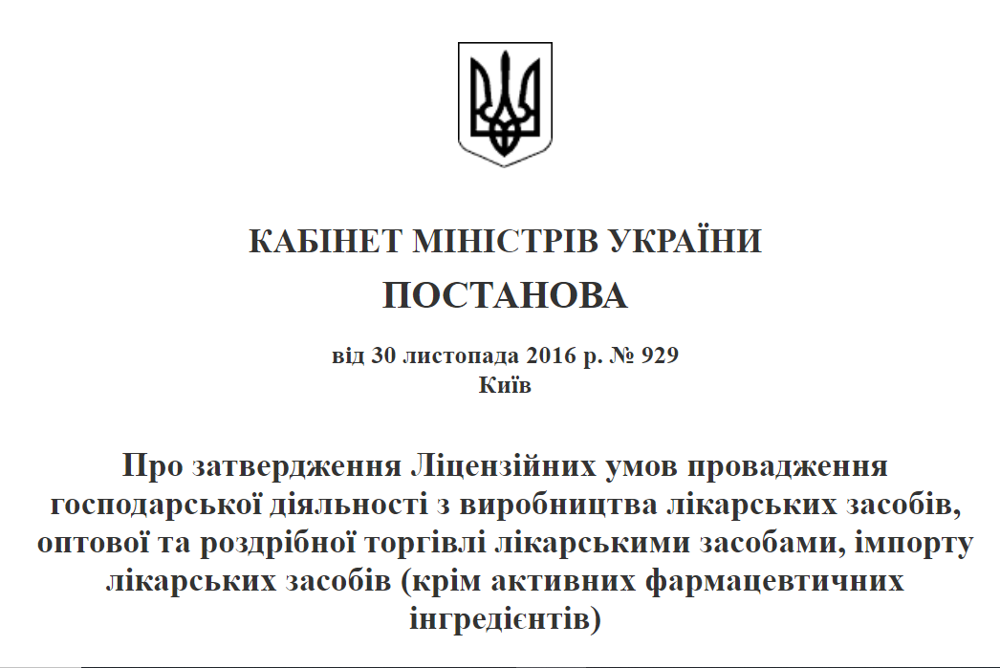 КАБІНЕТ МІНІСТРІВ УКРАЇНИ
ПОСТАНОВА
від 30 листопада 2016 р. № 929
Київ
Про затвердження Ліцензійних умов провадження
господарської діяльності з виробництва лікарських засобів,
оптової та роздрібної торгівлі лікарськими засобами, імпорту
лікарських засобів (крім активних фармацевтичних
інгредієнтів)